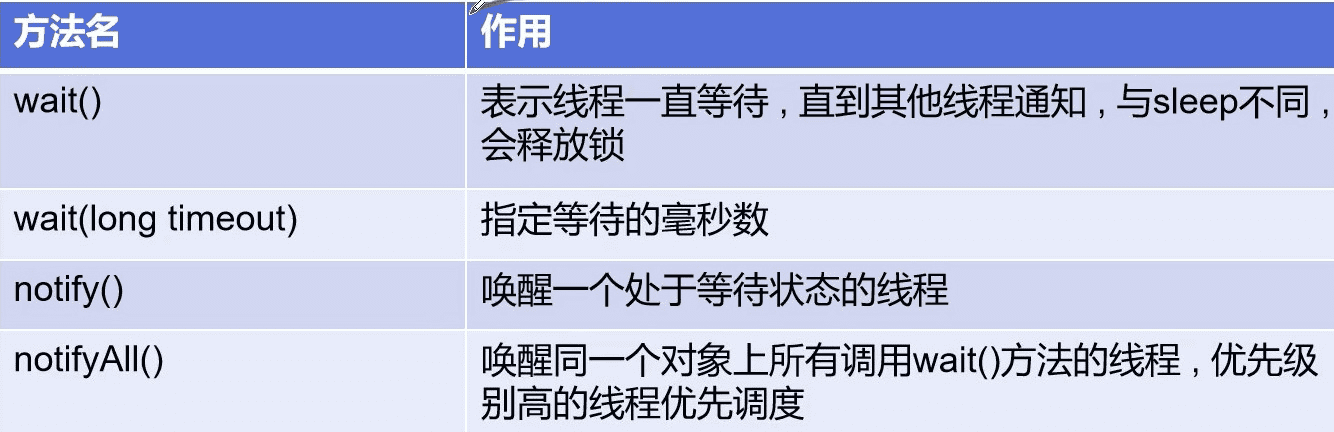 方法名
作用
wait()
表示线程一直等待,直到其他线程通知,与sleep不同,
会释放锁
wait(long timeout)
指定等待的毫秒数
notify()
唤醒一个处于等待状态的线程
notifyAll()
唤醒同一个对象上所有调用wait()方法的线程,优先级
别高的线程优先调度